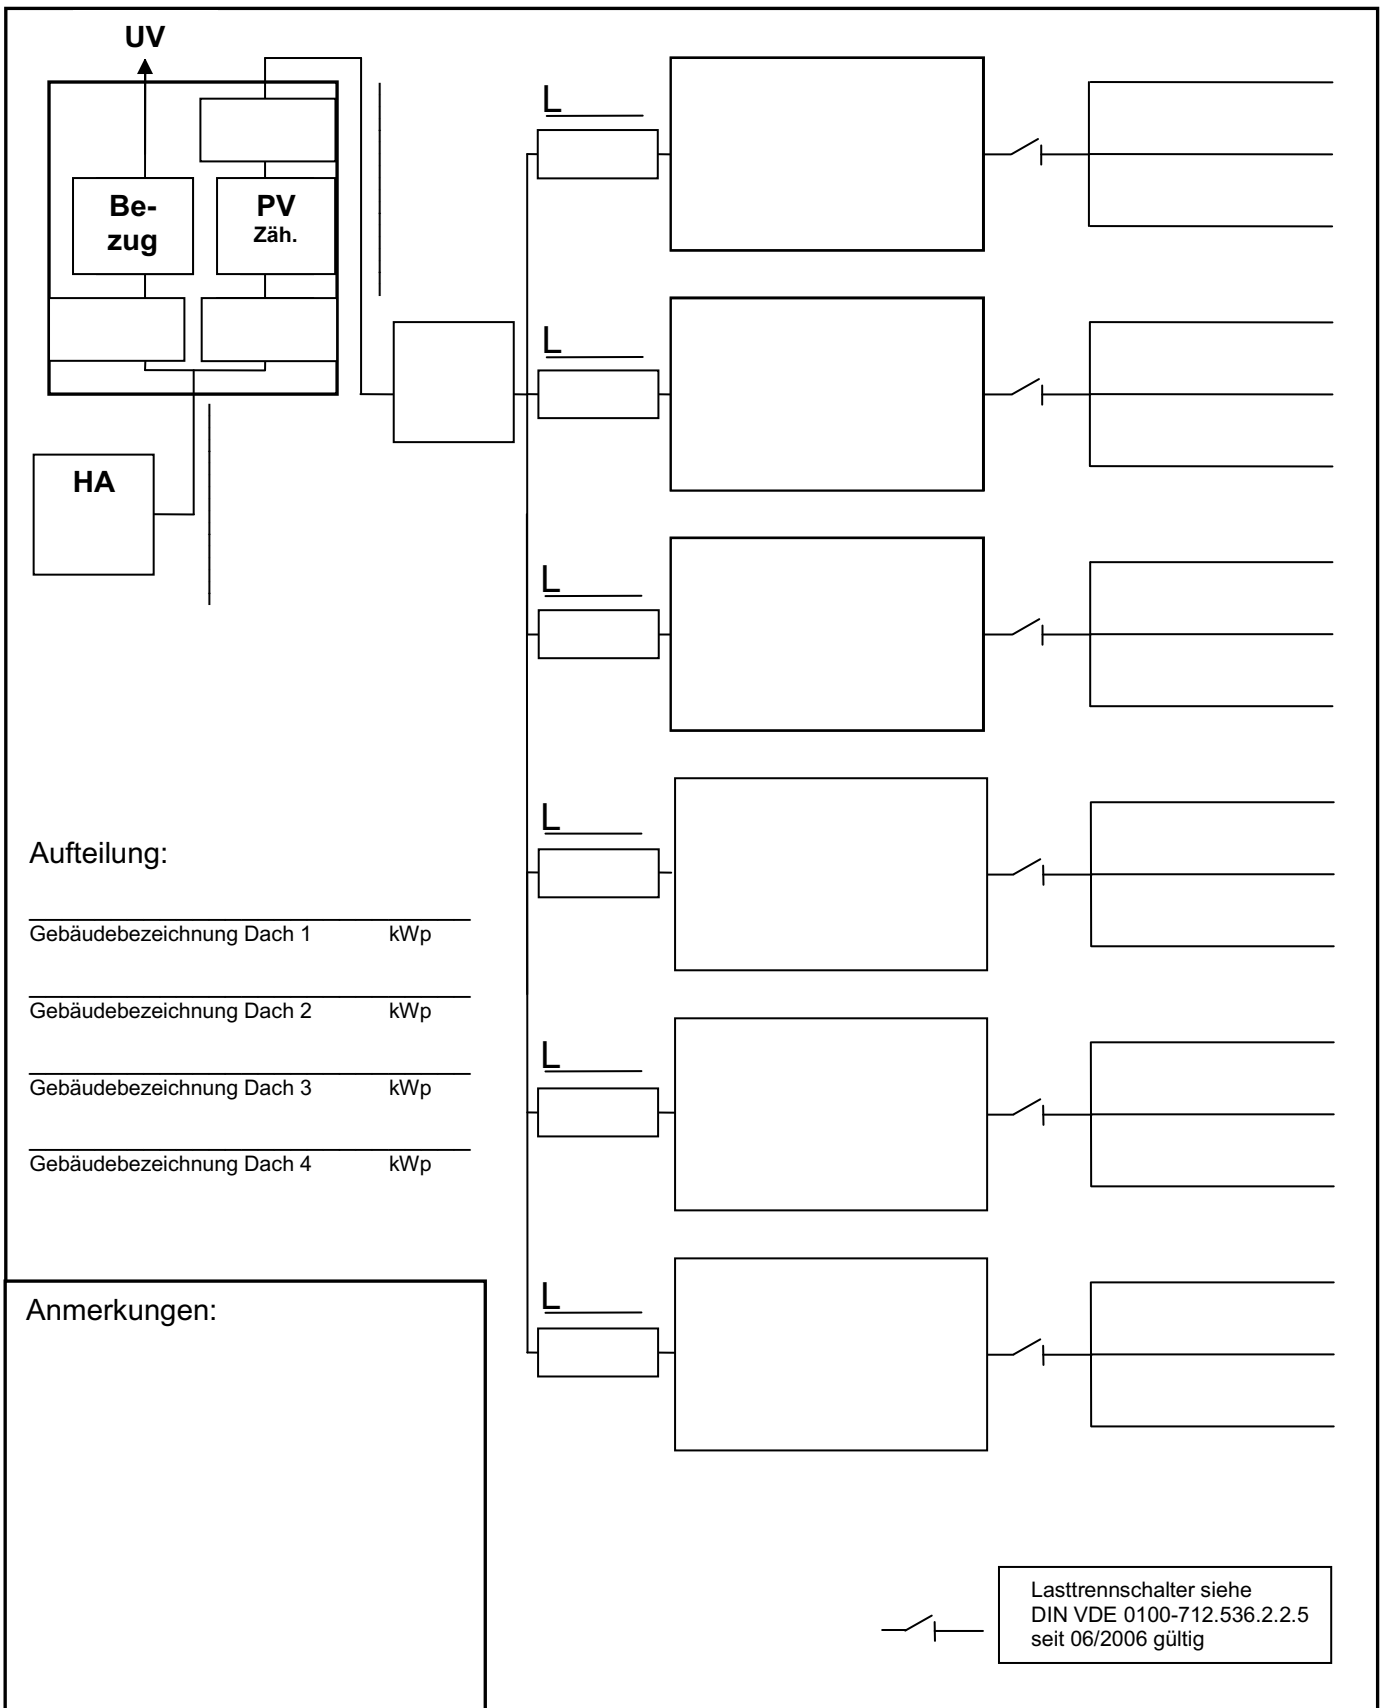 UV
Be-
zug
PV
Zäh.
HA
L
L
L
L
L
L
Aufteilung:
Gebäudebezeichnung Dach 1 kWp
Gebäudebezeichnung Dach 2 kWp
Gebäudebezeichnung Dach 3 kWp
Gebäudebezeichnung Dach 4 kWp
Anmerkungen:
Lasttrennschalter siehe
DIN VDE 0100-712.536.2.2.5
seit 06/2006 gültig